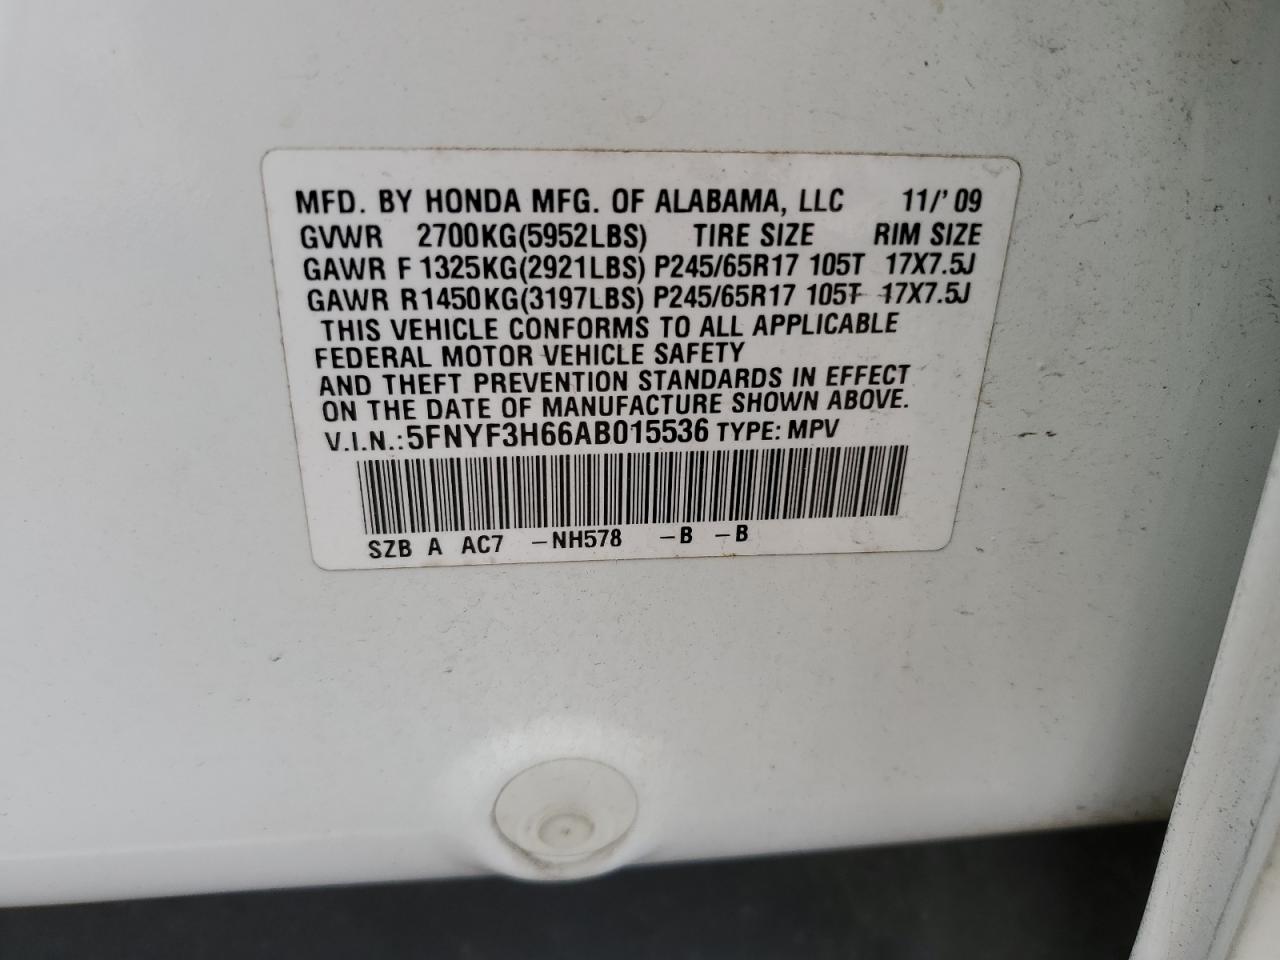 MFD. BY HONDA MFG. OF ALABAMA, LLC 11/'09
GVWR 2700KG(5952LBS) TIRE SIZE RIM SIZE
GAWR F 1325KG(2921LBS) P245/65R17 105T 17X7.5J
GAWR R1450KG(3197LBS) P245/65R17 105T 17X7.5J
THIS VEHICLE CONFORMS TO ALL APPLICABLE
FEDERAL MOTOR VEHICLE SAFETY
AND THEFT PREVENTION STANDARDS IN EFFECT
ON THE DATE OF MANUFACTURE SHOWN ABOVE.
V.I.N.:5FNYF3H66AB015536 TYPE: MPV
SZB A AC7 -NH578 -B -B